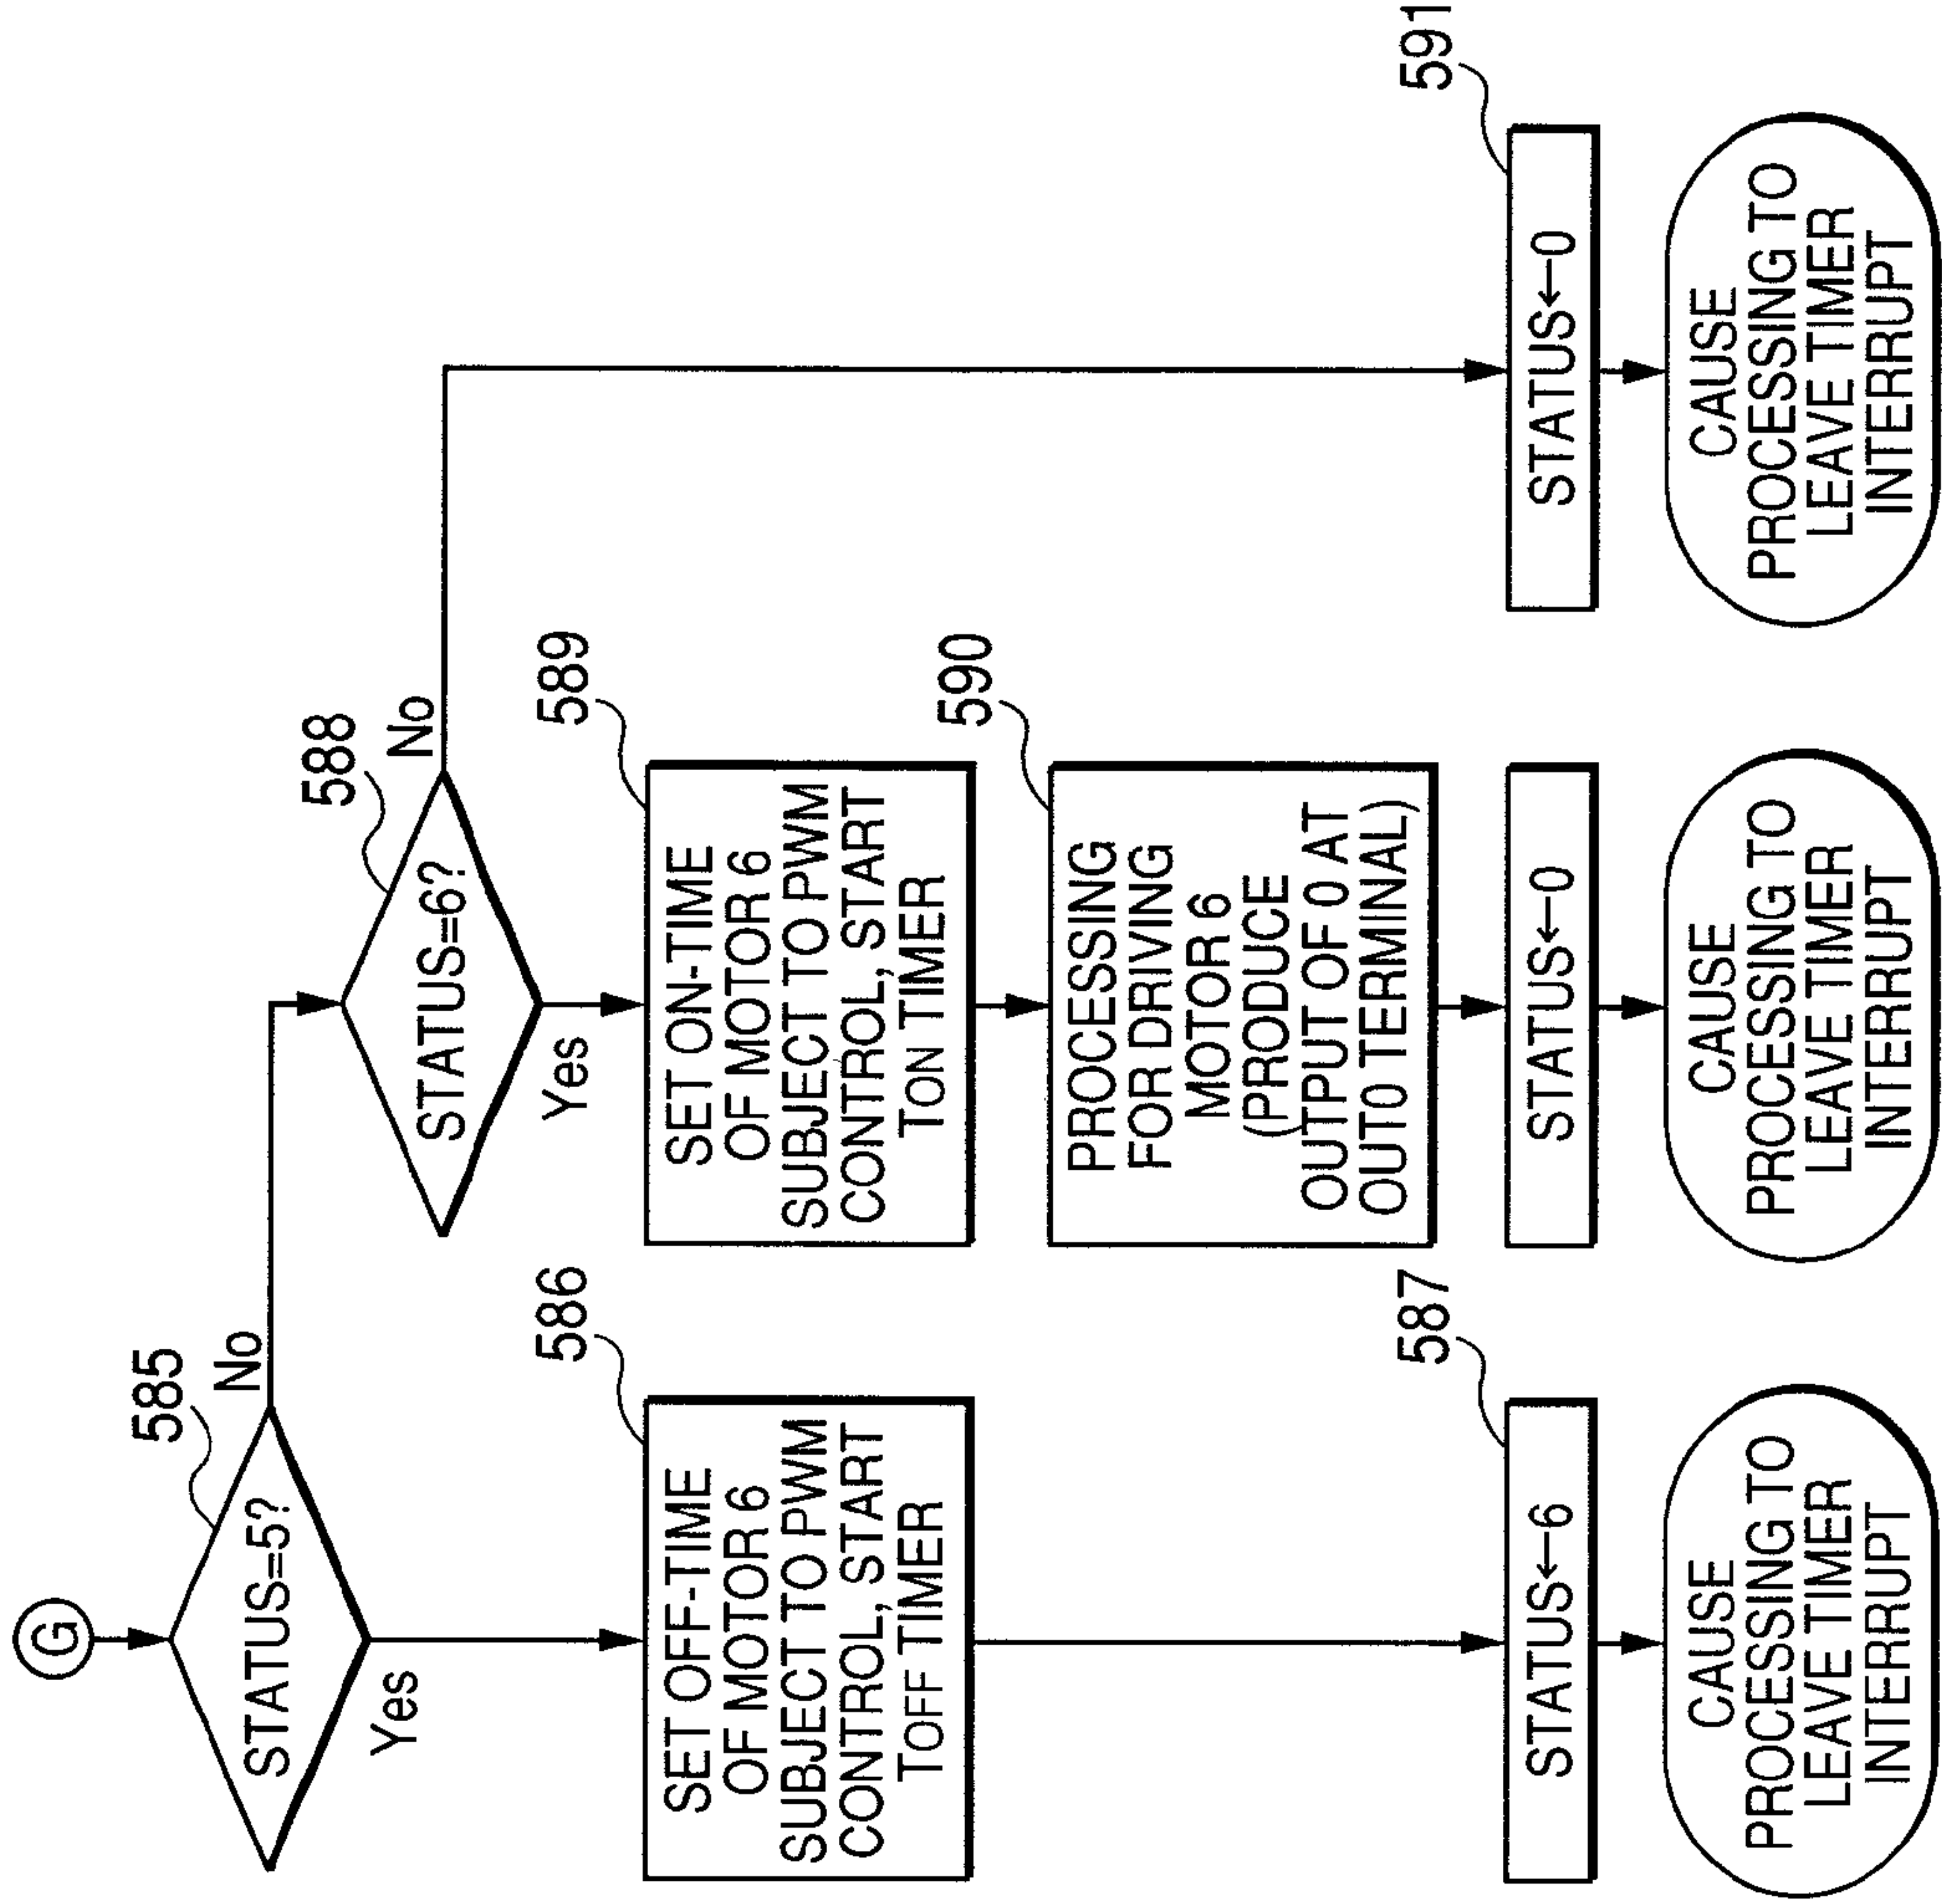 G
585
STATUS=5?
No
Yes
586
SET OFF-TIME
OF MOTOR 6
SUBJECT TO PWM
CONTROL, START
TOFF TIMER
587
STATUS←6
CAUSE
PROCESSING TO
LEAVE TIMER
INTERRUPT
588
STATUS=6?
No
Yes
589
SET ON-TIME
OF MOTOR 6
SUBJECT TO PWM
CONTROL, START
TON TIMER
590
PROCESSING
FOR DRIVING
MOTOR 6
(PRODUCE
OUTPUT OF 0 AT
OUT0 TERMINAL)
STATUS←0
CAUSE
PROCESSING TO
LEAVE TIMER
INTERRUPT
591
STATUS←0
CAUSE
PROCESSING TO
LEAVE TIMER
INTERRUPT